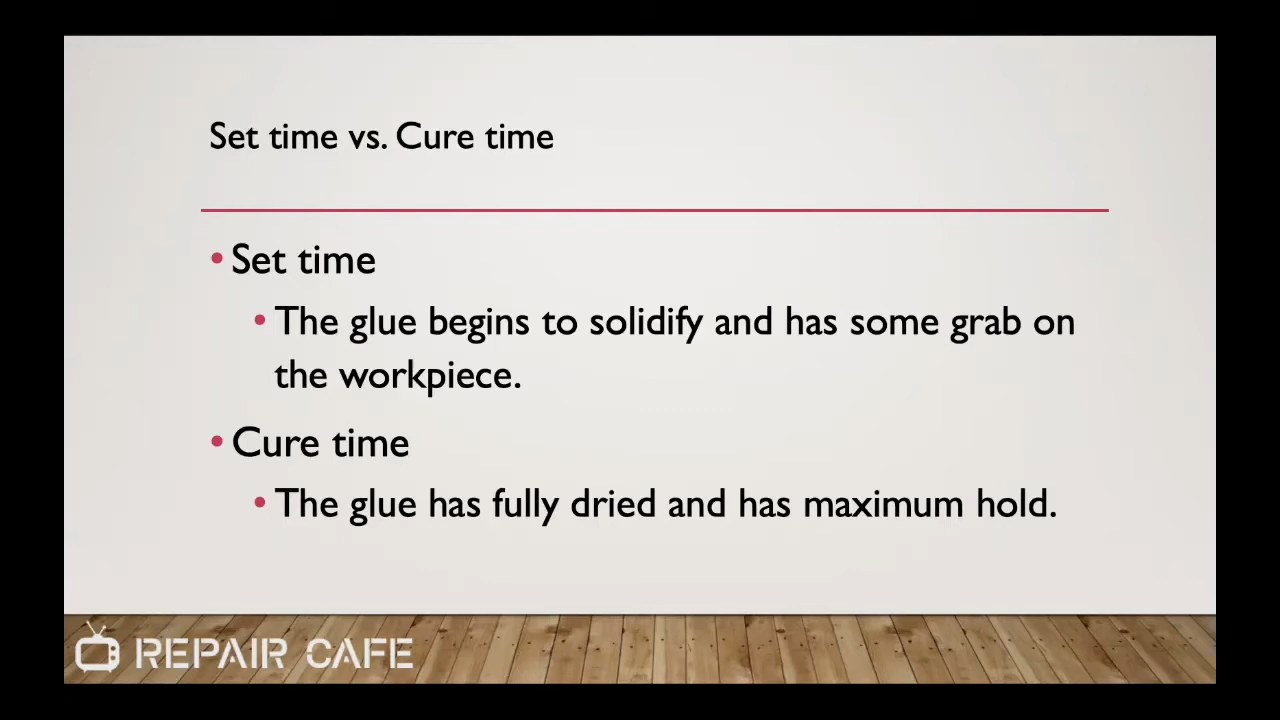 Set time vs. Cure time
• Set time
• The glue begins to solidify and has some grab on
the workpiece.
• Cure time
• The glue has fully dried and has maximum hold.
REPAIR CAFE